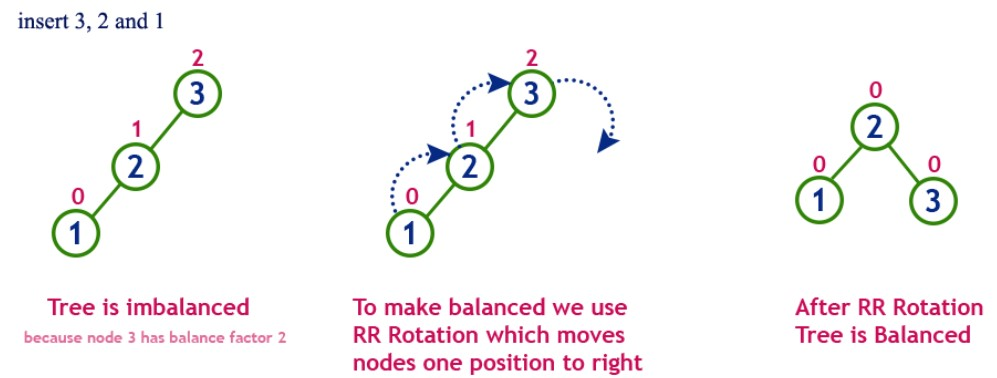 insert 3, 2 and 1
2
3
1
2
0
1
Tree is imbalanced
because node 3 has balance factor 2
2
3
1
2
0
1
To make balanced we use
RR Rotation which moves
nodes one position to right
0
2
0
0
1
3
After RR Rotation
Tree is Balanced